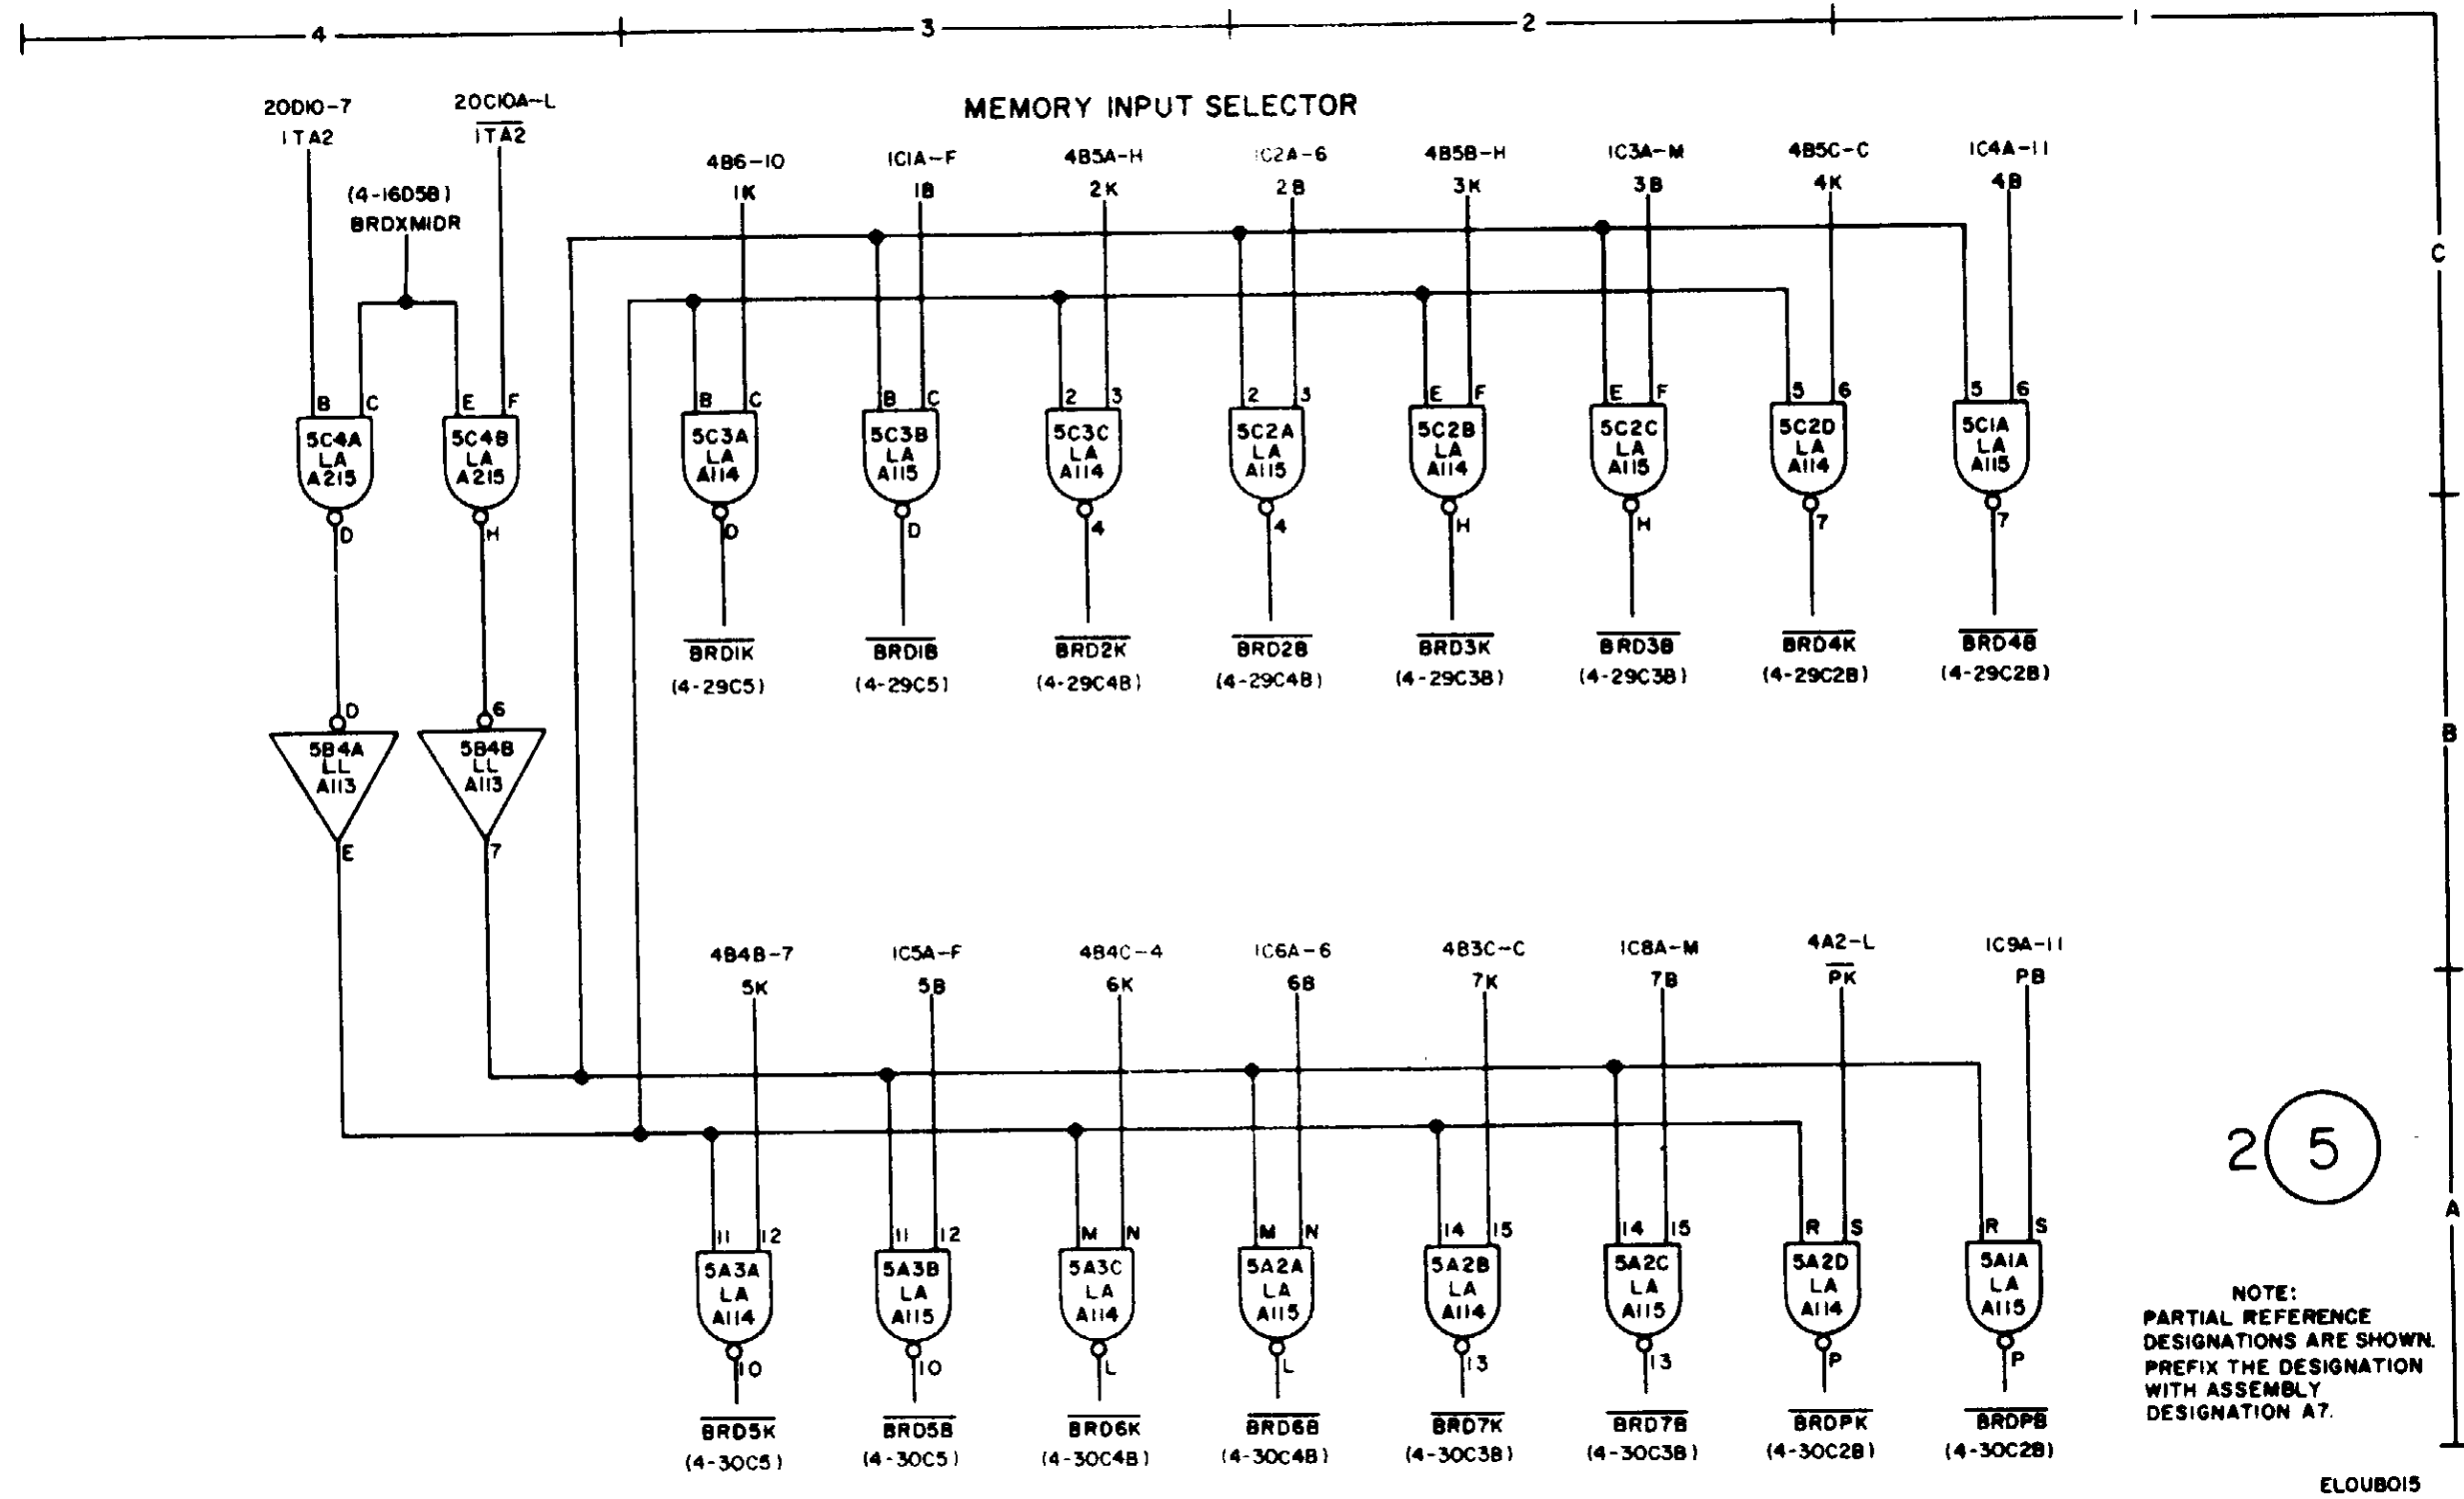 4 3 2 1
MEMORY INPUT SELECTOR
20D10-7 20C10A-L
1TA2 1TA2
(4-16D5B)
BRDXMIDR
4B6-10 1C1A-F 4B5A-H 1C2A-6 4B5B-H 1C3A-M 4B5C-C 1C4A-11
1K 1B 2K 2B 3K 3B 4K 4B
C
B C E F B C B C 2 3 2 3 E F E F 5 6 5 6
5C4A 5C4B 5C3A 5C3B 5C3C 5C2A 5C2B 5C2C 5C2D 5C1A
LA LA LA LA LA LA LA LA LA LA
A215 A215 A114 A115 A114 A115 A114 A115 A114 A115
D H D D 4 4 H H 7 7
BRD1K BRD1B BRD2K BRD2B BRD3K BRD3B BRD4K BRD4B
(4-29C5) (4-29C5) (4-29C4B) (4-29C4B) (4-29C3B) (4-29C3B) (4-29C2B) (4-29C2B)
D 6
B
5B4A 5B4B
LL LL
A113 A113
E 7
4B4B-7 1C5A-F 4B4C-4 1C6A-6 4B3C-C 1C8A-M 4A2-L 1C9A-11
5K 5B 6K 6B 7K 7B PK PB
2 5
A
11 12 11 12 M N M N 14 15 14 15 R S R S
5A3A 5A3B 5A3C 5A2A 5A2B 5A2C 5A2D 5A1A
LA LA LA LA LA LA LA LA
A114 A115 A114 A115 A114 A115 A114 A115
10 10 L L 13 13 P P
BRD5K BRD5B BRD6K BRD6B BRD7K BRD7B BRDPK BRDPB
(4-30C5) (4-30C5) (4-30C4B) (4-30C4B) (4-30C3B) (4-30C3B) (4-30C2B) (4-30C2B)
NOTE:
PARTIAL REFERENCE
DESIGNATIONS ARE SHOWN.
PREFIX THE DESIGNATION
WITH ASSEMBLY
DESIGNATION A7.
ELOUB015